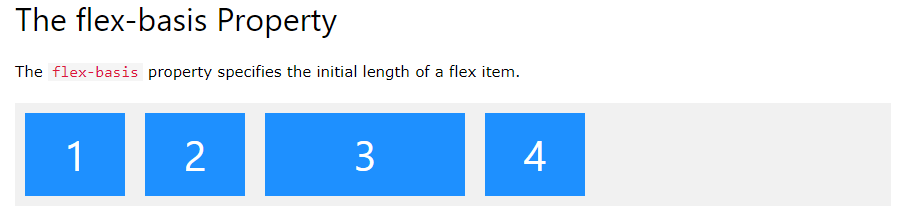 The flex-basis Property
The flex-basis property specifies the initial length of a flex item.
1 2 3 4